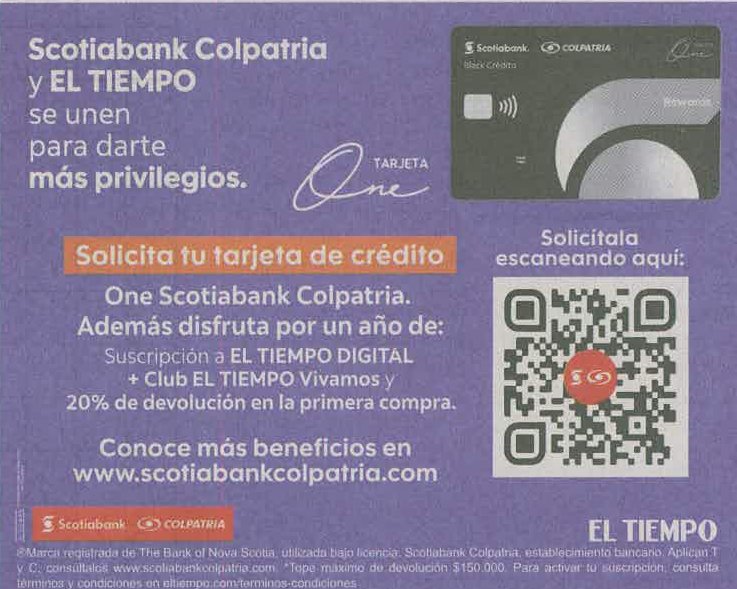 Scotiabank Colpatria
y EL TIEMPO
se unen
para darte
más privilegios.
TARJETA
One
Scotiabank. COLPATRIA
Black Crédito
One
Rewards
Solicita tu tarjeta de crédito
One Scotiabank Colpatria.
Además disfruta por un año de:
Suscripción a EL TIEMPO DIGITAL
+ Club EL TIEMPO Vivamos y
20% de devolución en la primera compra.
Conoce más beneficios en
www.scotiabankcolpatria.com
Solicítala
escaneando aquí:
Scotiabank COLPATRIA
EL TIEMPO
®Marca registrada de The Bank of Nova Scotia, utilizada bajo licencia. Scotiabank Colpatria, establecimiento bancario. Aplican T
y C, consúltalos www.scotiabankcolpatria.com. *Tope máximo de devolución $150.000. Para activar tu suscripción, consulta
términos y condiciones en eltiempo.com/terminos-condiciones